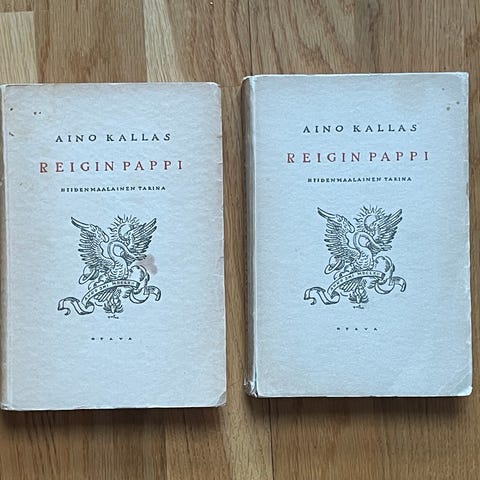 AINO KALLAS
REIGIN PAPPI
HIIDENMAALAINEN TARINA
OTAVA
AINO KALLAS
REIGIN PAPPI
HIIDENMAALAINEN TARINA
OTAVA